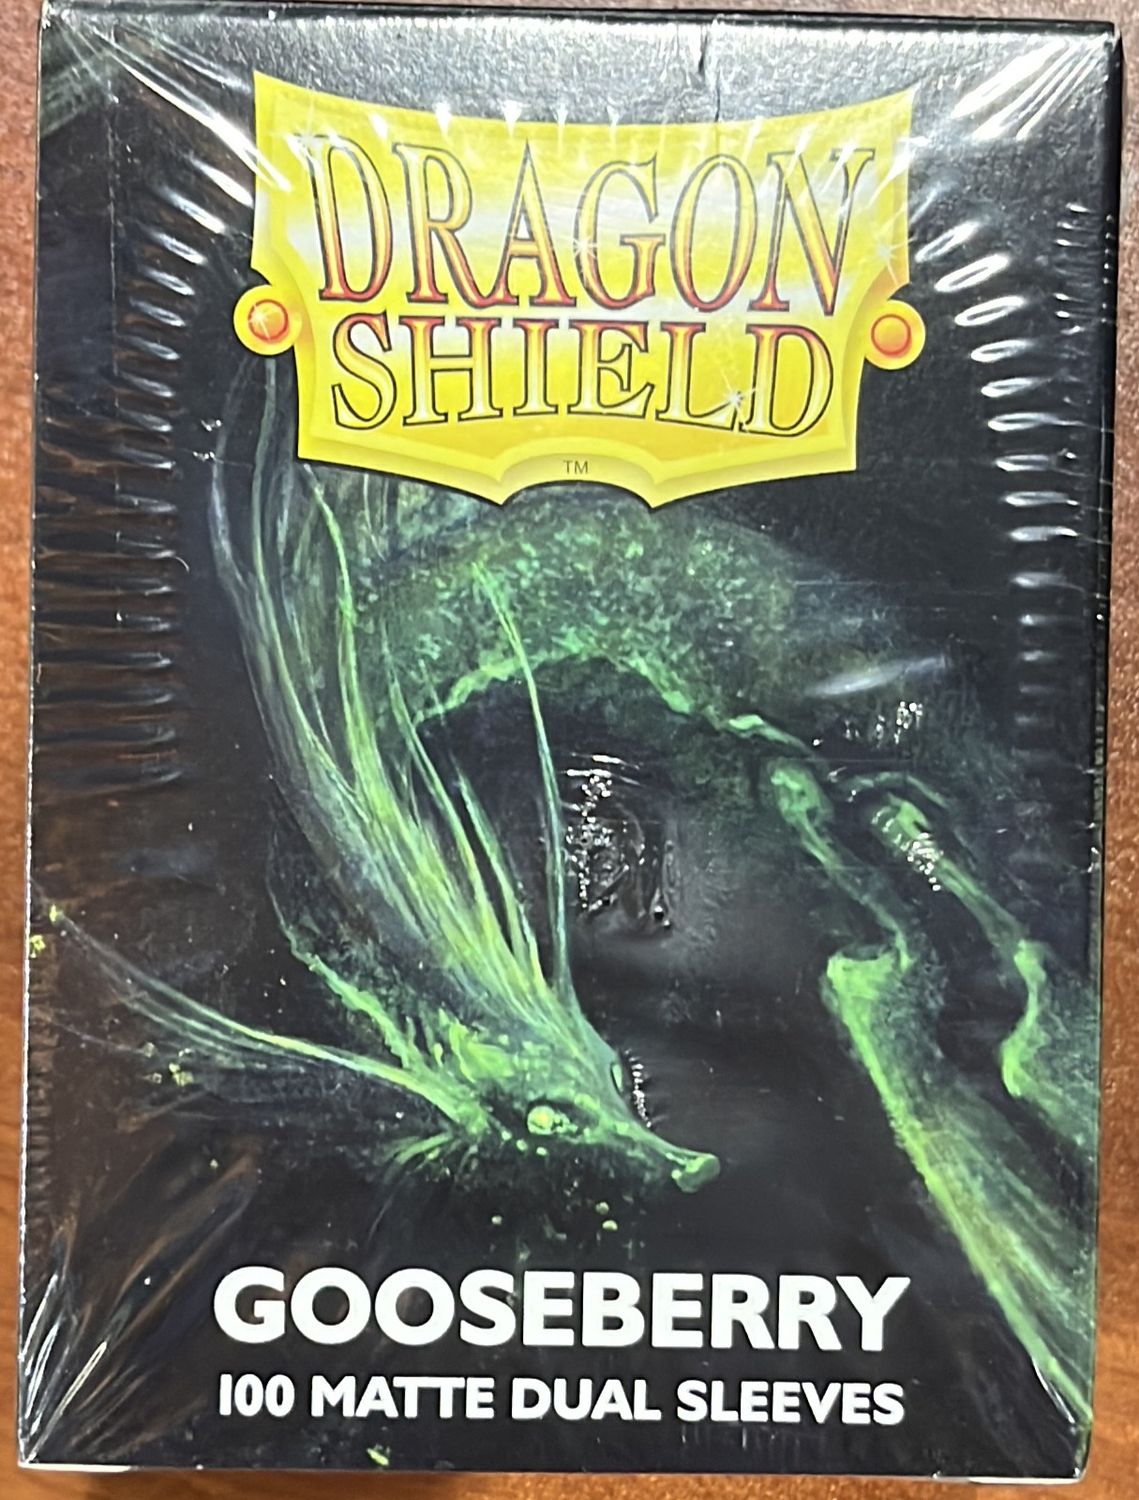 DRAGON
SHIELD
TM
GOOSEBERRY
100 MATTE DUAL SLEEVES